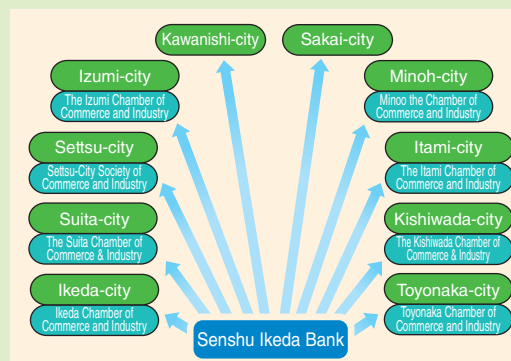 Kawanishi-city
Sakai-city
Izumi-city
The Izumi Chamber of
Commerce and Industry
Minoh-city
Minoo the Chamber of
Commerce and Industry
Settsu-city
Settsu-City Society of
Commerce and Industry
Itami-city
The Itami Chamber of
Commerce and Industry
Suita-city
The Suita Chamber of
Commerce & Industry
Kishiwada-city
The Kishiwada Chamber of
Commerce & Industry
Ikeda-city
Ikeda Chamber of
Commerce and Industry
Toyonaka-city
Toyonaka Chamber of
Commerce and Industry
Senshu Ikeda Bank